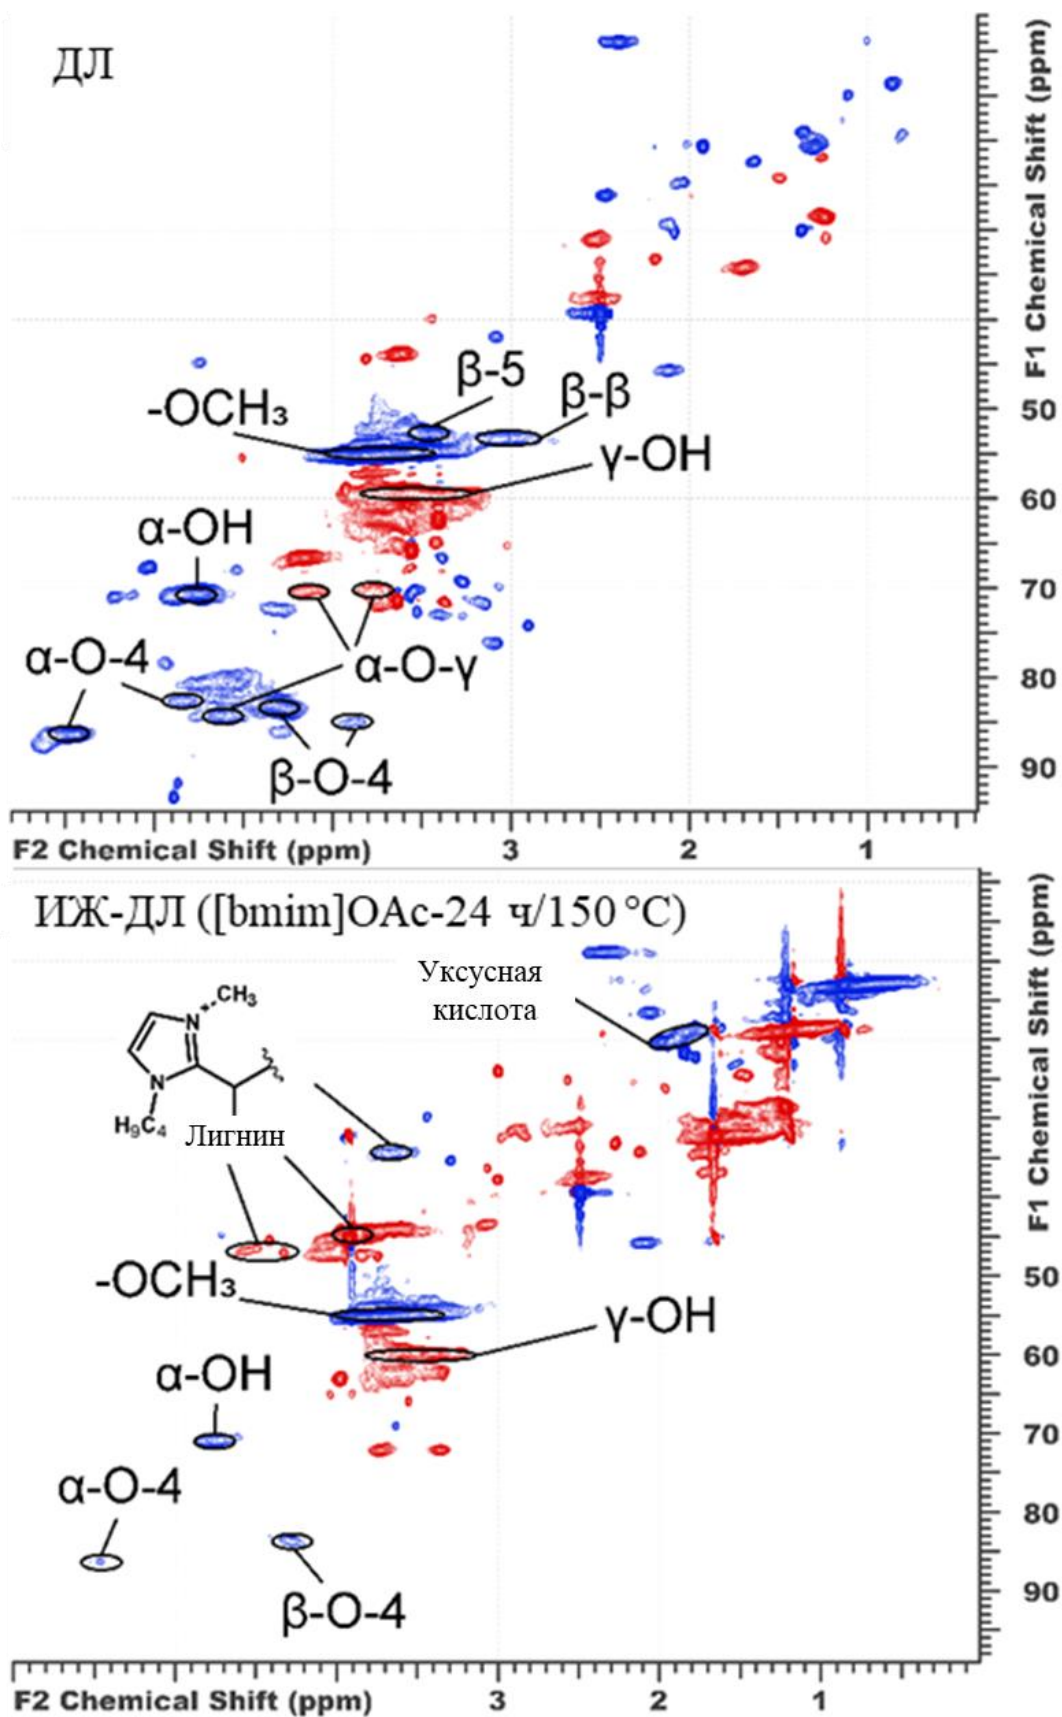 ДЛ
β-5
β-β
-OCH₃
γ-OH
α-OH
α-O-4
α-O-γ
β-O-4
F1 Chemical Shift (ppm)
50
60
70
80
90
F2 Chemical Shift (ppm)
3
2
1
ИЖ-ДЛ ([bmim]OAc-24 ч/150 °C)
Уксусная
кислота
N⁺
CH₃
N
H₉C₄
Лигнин
-OCH₃
γ-OH
α-OH
α-O-4
β-O-4
F1 Chemical Shift (ppm)
50
60
70
80
90
F2 Chemical Shift (ppm)
3
2
1